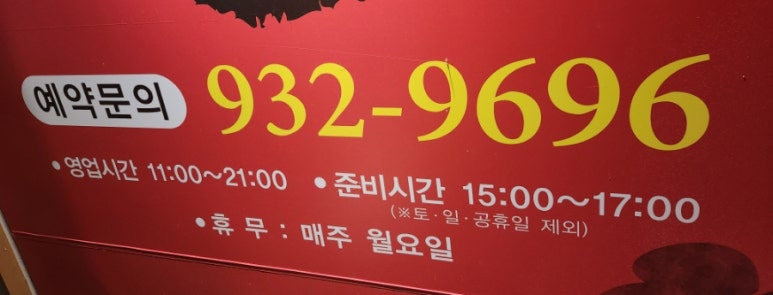 예약문의 932-9696
•영업시간 11:00~21:00 •준비시간 15:00~17:00
(※토·일·공휴일 제외)
•휴 무 : 매주 월요일